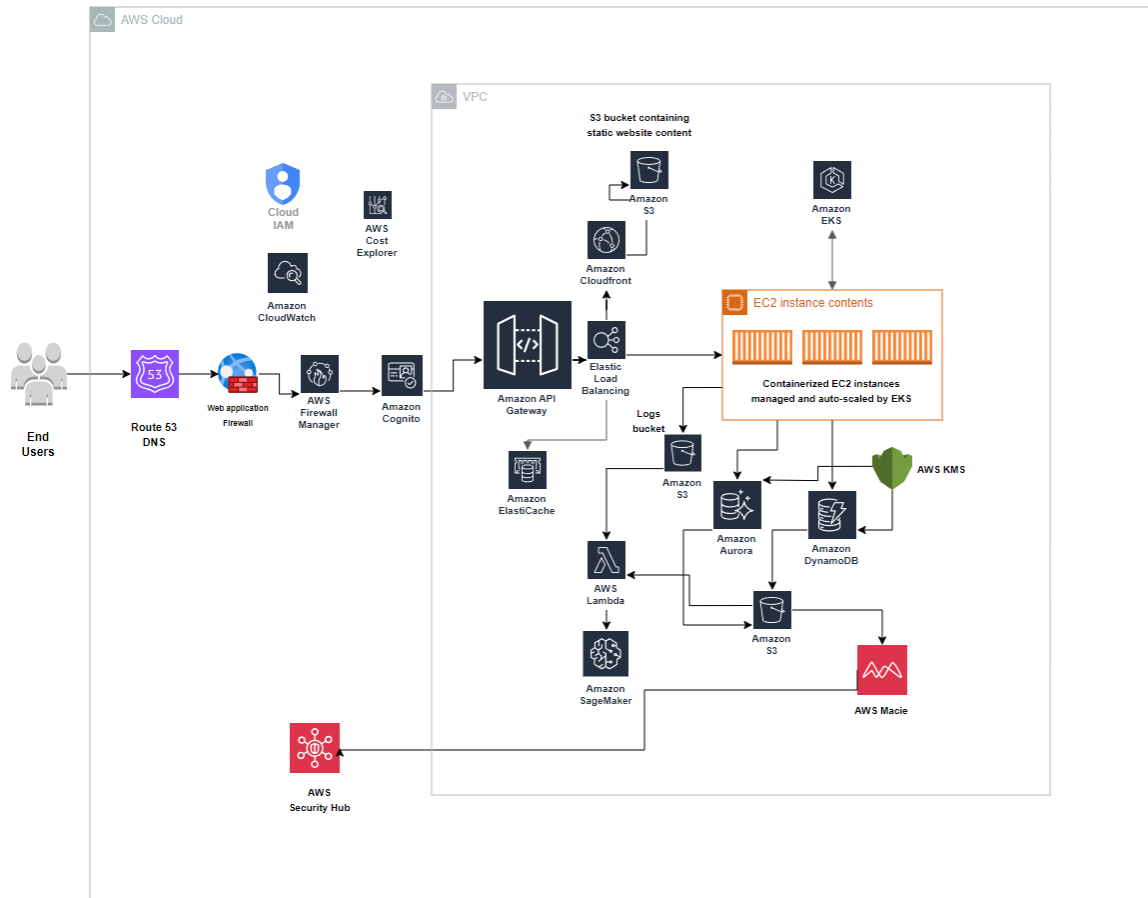 AWS Cloud
VPC
S3 bucket containing
static website content
Amazon
S3
Amazon
EKS
Cloud
IAM
AWS
Cost
Explorer
Amazon
CloudWatch
Amazon
Cloudfront
EC2 instance contents
Containerized EC2 instances
managed and auto-scaled by EKS
End
Users
53
Route 53
DNS
Web application
Firewall
AWS
Firewall
Manager
Amazon
Cognito
Amazon API
Gateway
Elastic
Load
Balancing
Logs
bucket
Amazon
S3
Amazon
ElastiCache
AWS KMS
Amazon
Aurora
Amazon
DynamoDB
AWS
Lambda
Amazon
S3
Amazon
SageMaker
AWS Macie
AWS
Security Hub